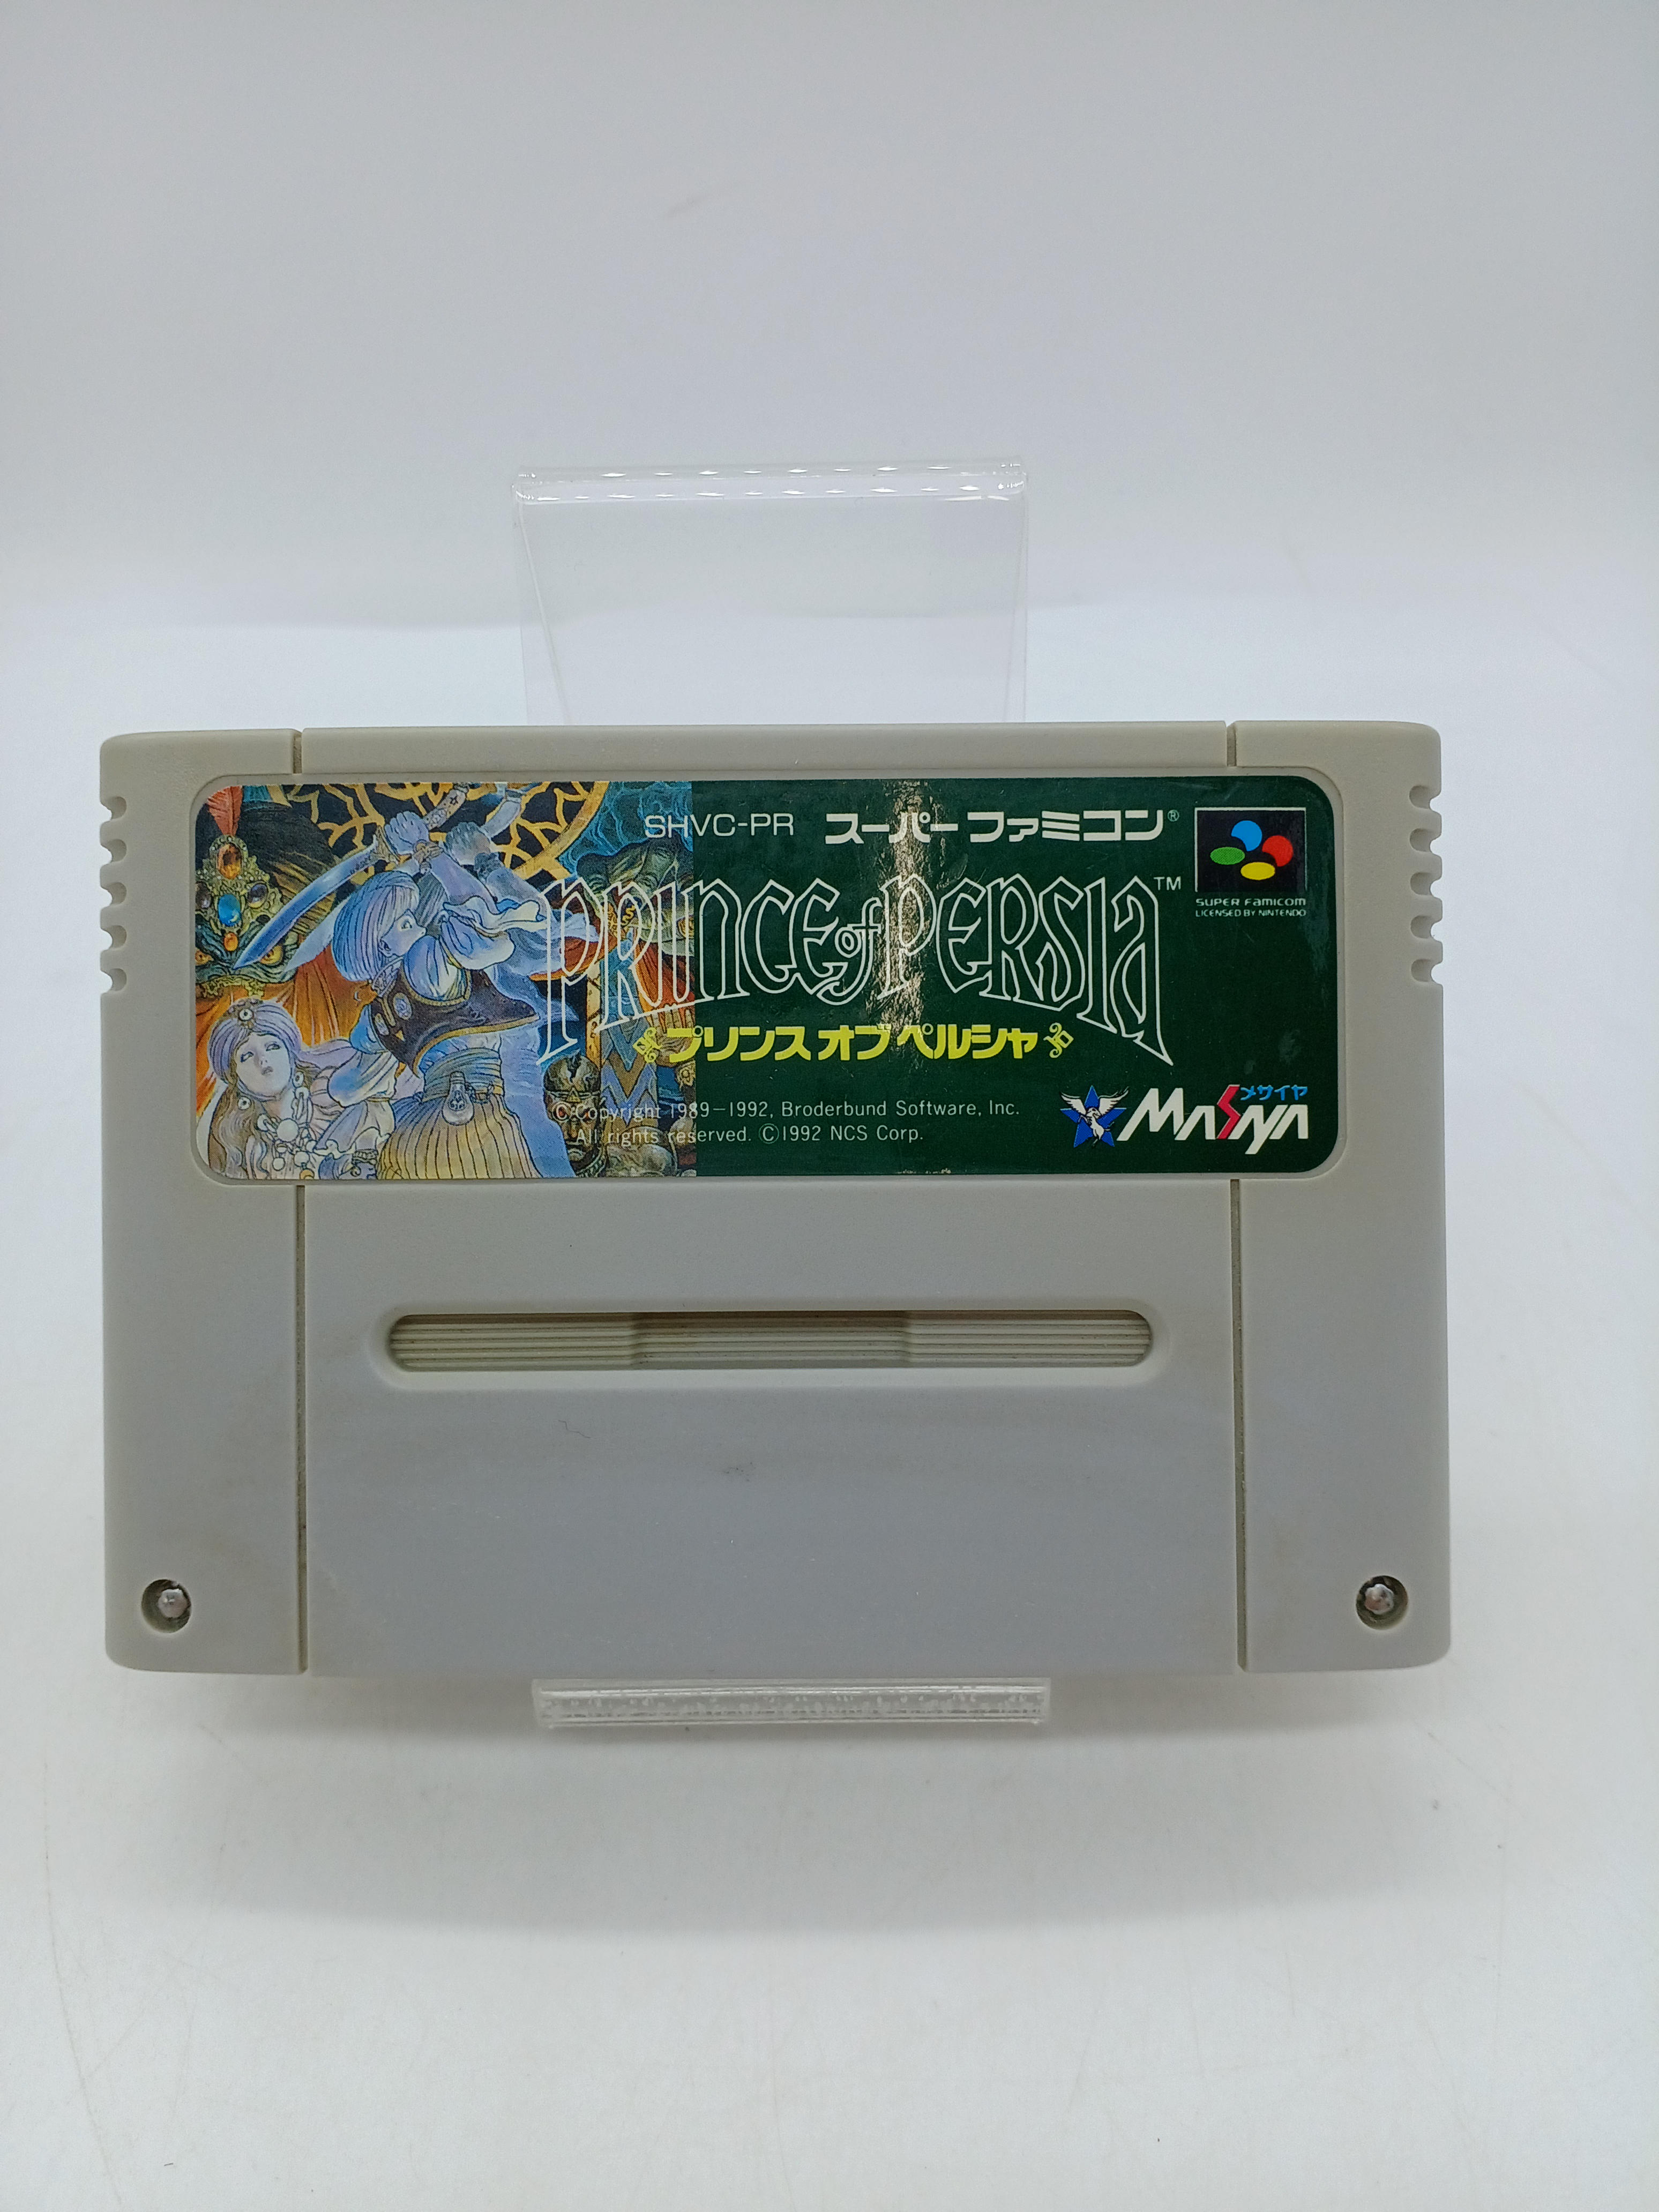 SHVC-PR スーパーファミコン®
PRINCE of PERSIA™
プリンス オブ ペルシャ
SUPER FAMICOM
LICENSED BY NINTENDO
©Copyright 1989-1992, Broderbund Software, Inc.
All rights reserved. ©1992 NCS Corp.
メサイヤ
MASAYA